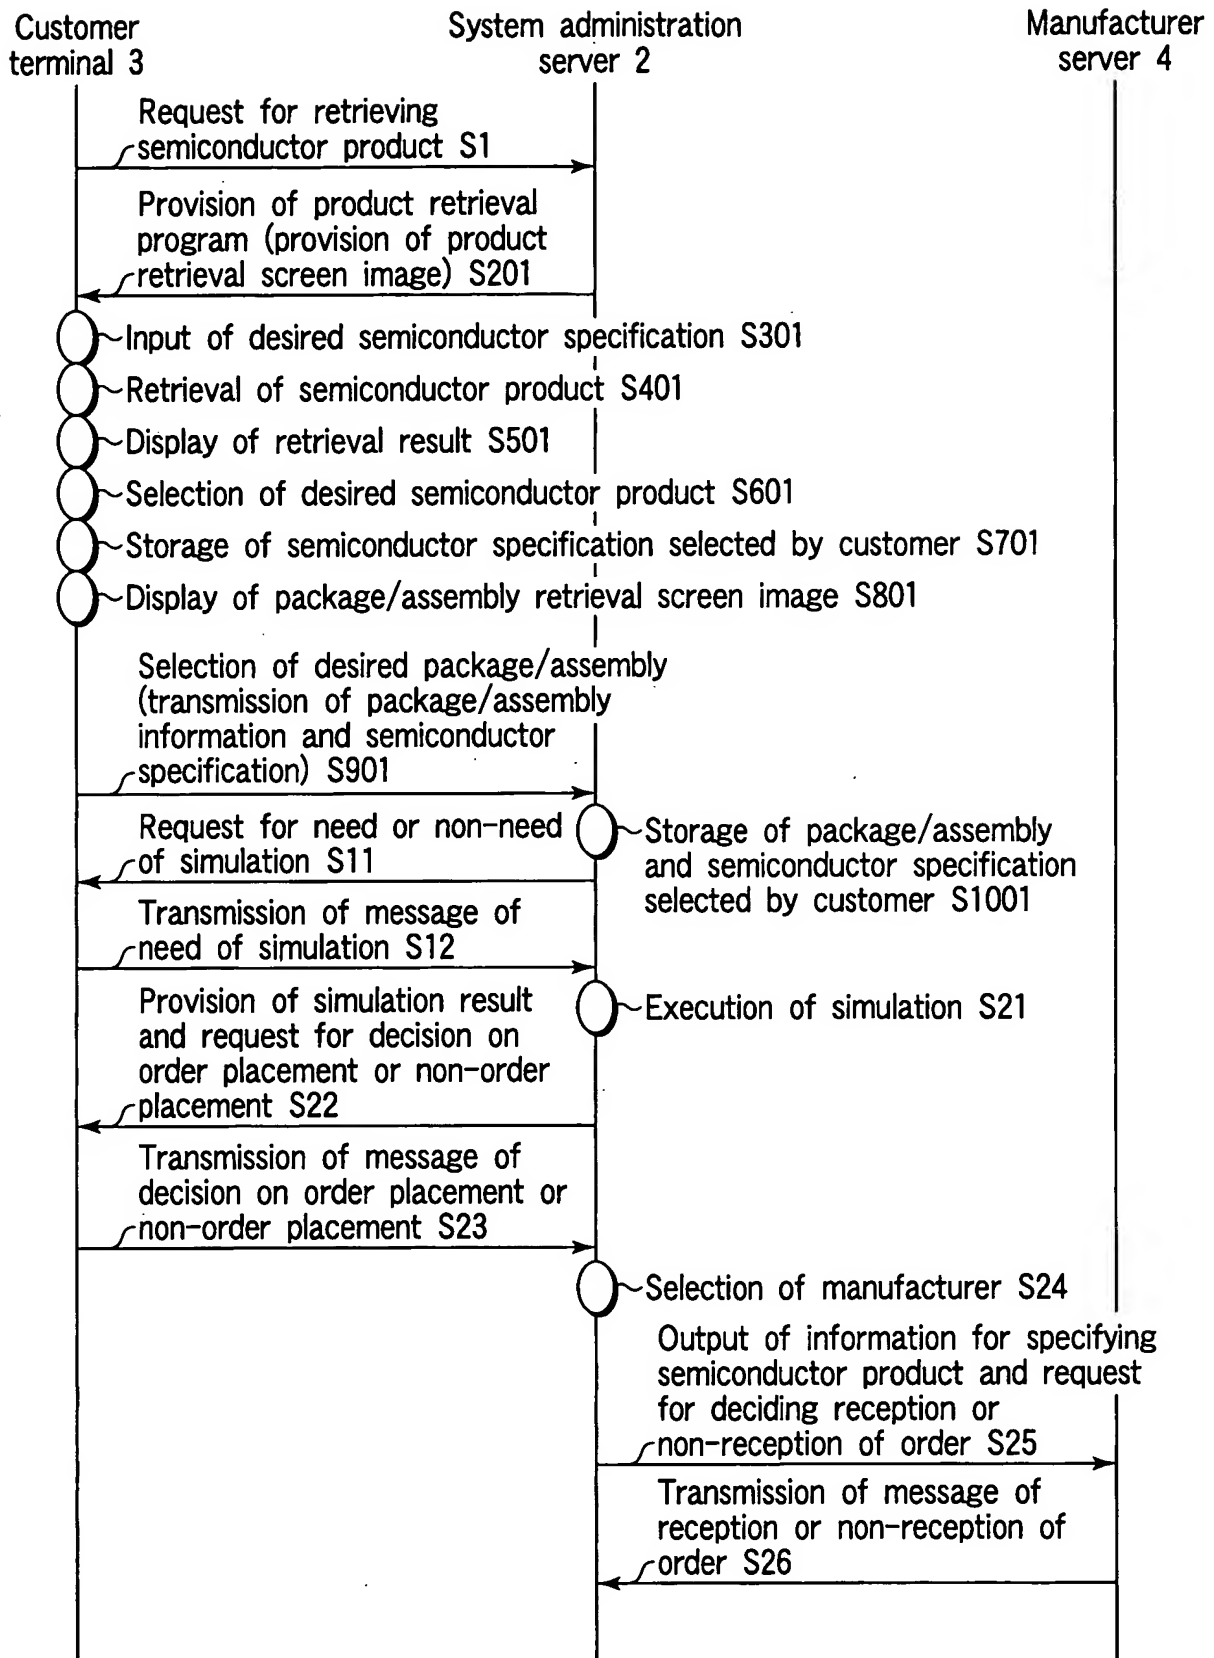 Customer
terminal 3
System administration
server 2
Manufacturer
server 4
Request for retrieving
semiconductor product S1
Provision of product retrieval
program (provision of product
retrieval screen image) S201
Input of desired semiconductor specification S301
Retrieval of semiconductor product S401
Display of retrieval result S501
Selection of desired semiconductor product S601
Storage of semiconductor specification selected by customer S701
Display of package/assembly retrieval screen image S801
Selection of desired package/assembly
(transmission of package/assembly
information and semiconductor
specification) S901
Storage of package/assembly
and semiconductor specification
selected by customer S1001
Request for need or non-need
of simulation S11
Transmission of message of
need of simulation S12
Execution of simulation S21
Provision of simulation result
and request for decision on
order placement or non-order
placement S22
Transmission of message of
decision on order placement or
non-order placement S23
Selection of manufacturer S24
Output of information for specifying
semiconductor product and request
for deciding reception or
non-reception of order S25
Transmission of message of
reception or non-reception of
order S26